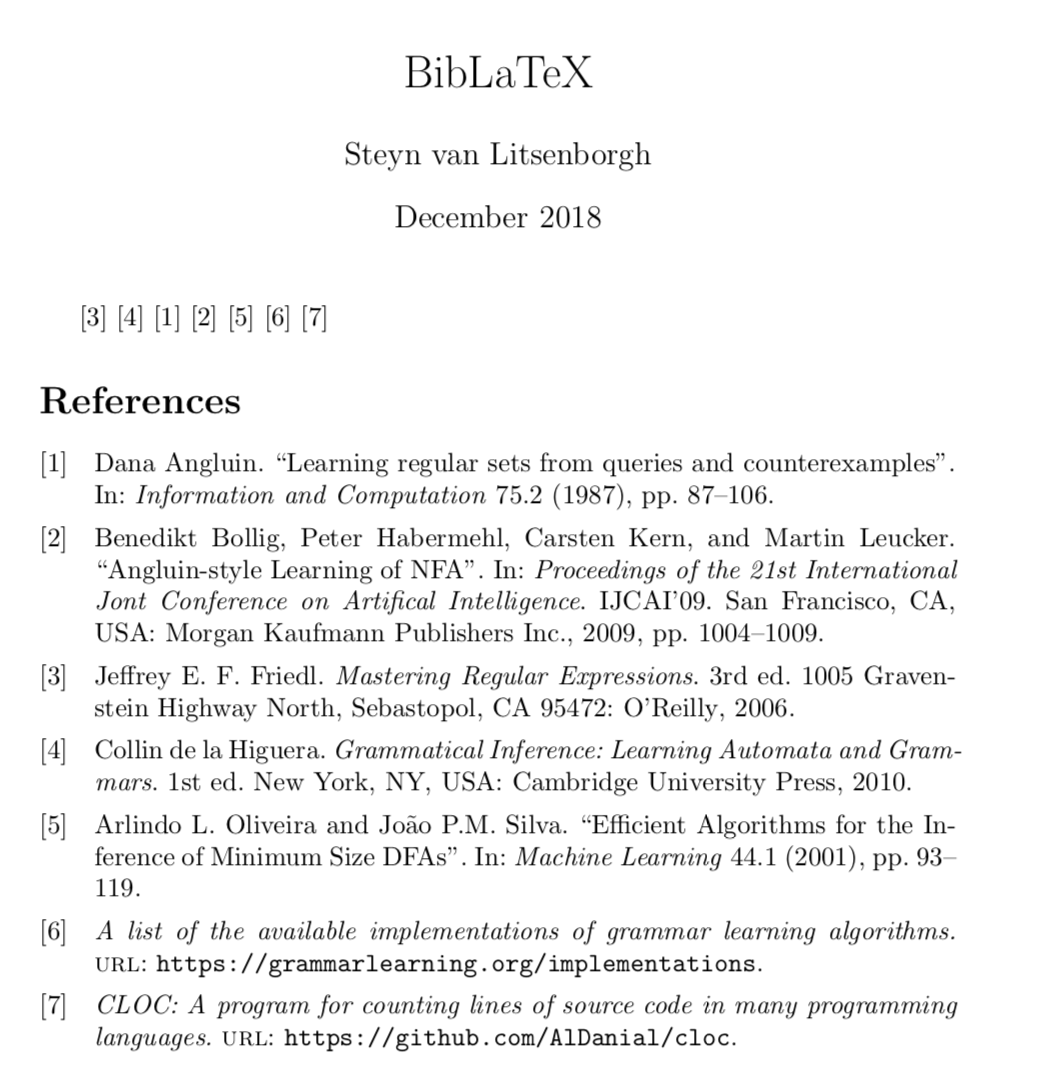 BibLaTeX
Steyn van Litsenborgh
December 2018
[3] [4] [1] [2] [5] [6] [7]
References
[1] Dana Angluin. “Learning regular sets from queries and counterexamples”.
In: Information and Computation 75.2 (1987), pp. 87–106.
[2] Benedikt Bollig, Peter Habermehl, Carsten Kern, and Martin Leucker.
“Angluin-style Learning of NFA”. In: Proceedings of the 21st International
Jont Conference on Artifical Intelligence. IJCAI’09. San Francisco, CA,
USA: Morgan Kaufmann Publishers Inc., 2009, pp. 1004–1009.
[3] Jeffrey E. F. Friedl. Mastering Regular Expressions. 3rd ed. 1005 Graven-
stein Highway North, Sebastopol, CA 95472: O’Reilly, 2006.
[4] Collin de la Higuera. Grammatical Inference: Learning Automata and Gram-
mars. 1st ed. New York, NY, USA: Cambridge University Press, 2010.
[5] Arlindo L. Oliveira and João P.M. Silva. “Efficient Algorithms for the In-
ference of Minimum Size DFAs”. In: Machine Learning 44.1 (2001), pp. 93–
119.
[6] A list of the available implementations of grammar learning algorithms.
URL: https://grammarlearning.org/implementations.
[7] CLOC: A program for counting lines of source code in many programming
languages. URL: https://github.com/AlDanial/cloc.